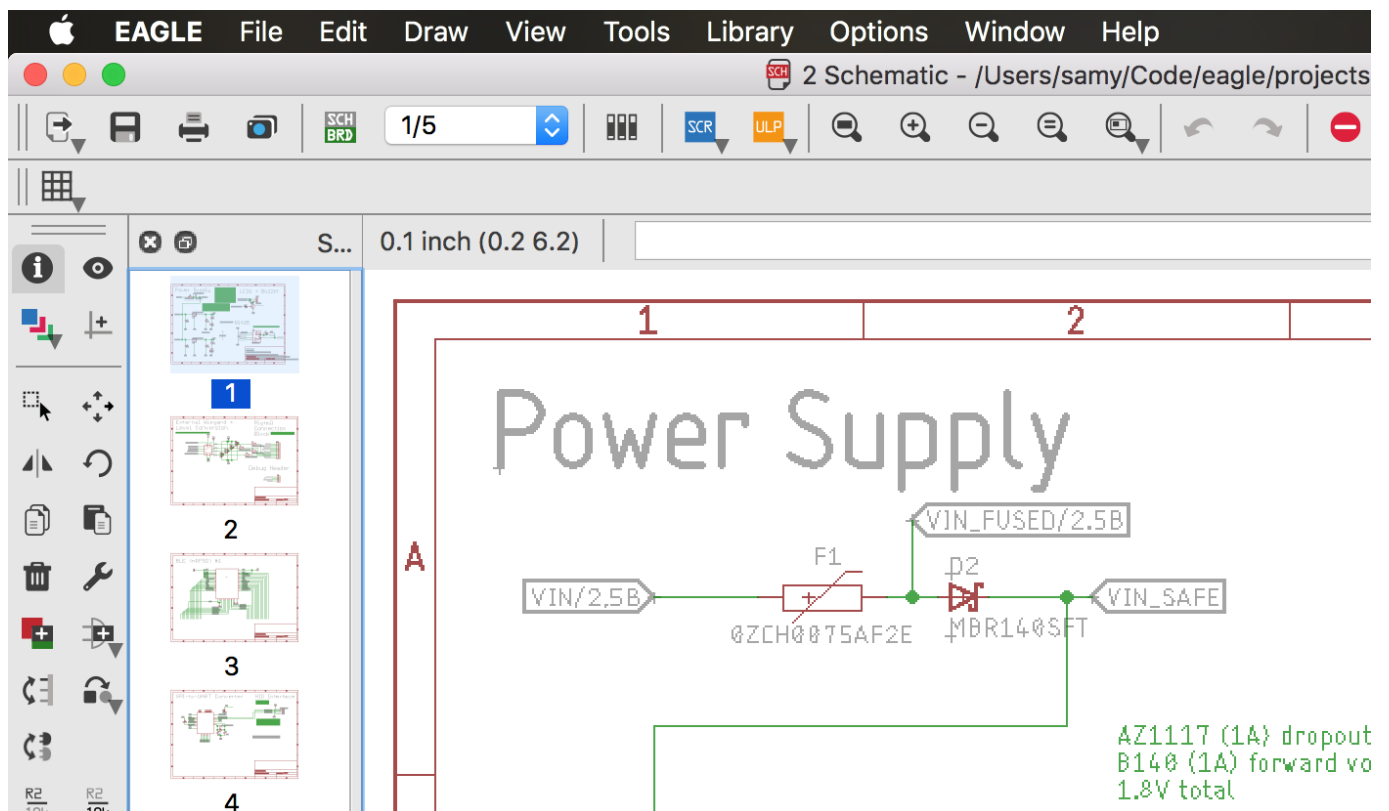 EAGLE File Edit Draw View Tools Library Options Window Help
SCH 2 Schematic - /Users/samy/Code/eagle/projects
SCH BRD 1/5 SCR ULP
S... 0.1 inch (0.2 6.2)
1 2
Power Supply
1
2
3
4
A
VIN_FUSED/2.5B
F1
D2
VIN/2,5B
VIN_SAFE
0ZCH0075AF2E
MBR140SFT
AZ1117 (1A) dropout
B140 (1A) forward vo
1.8V total
R2 R2